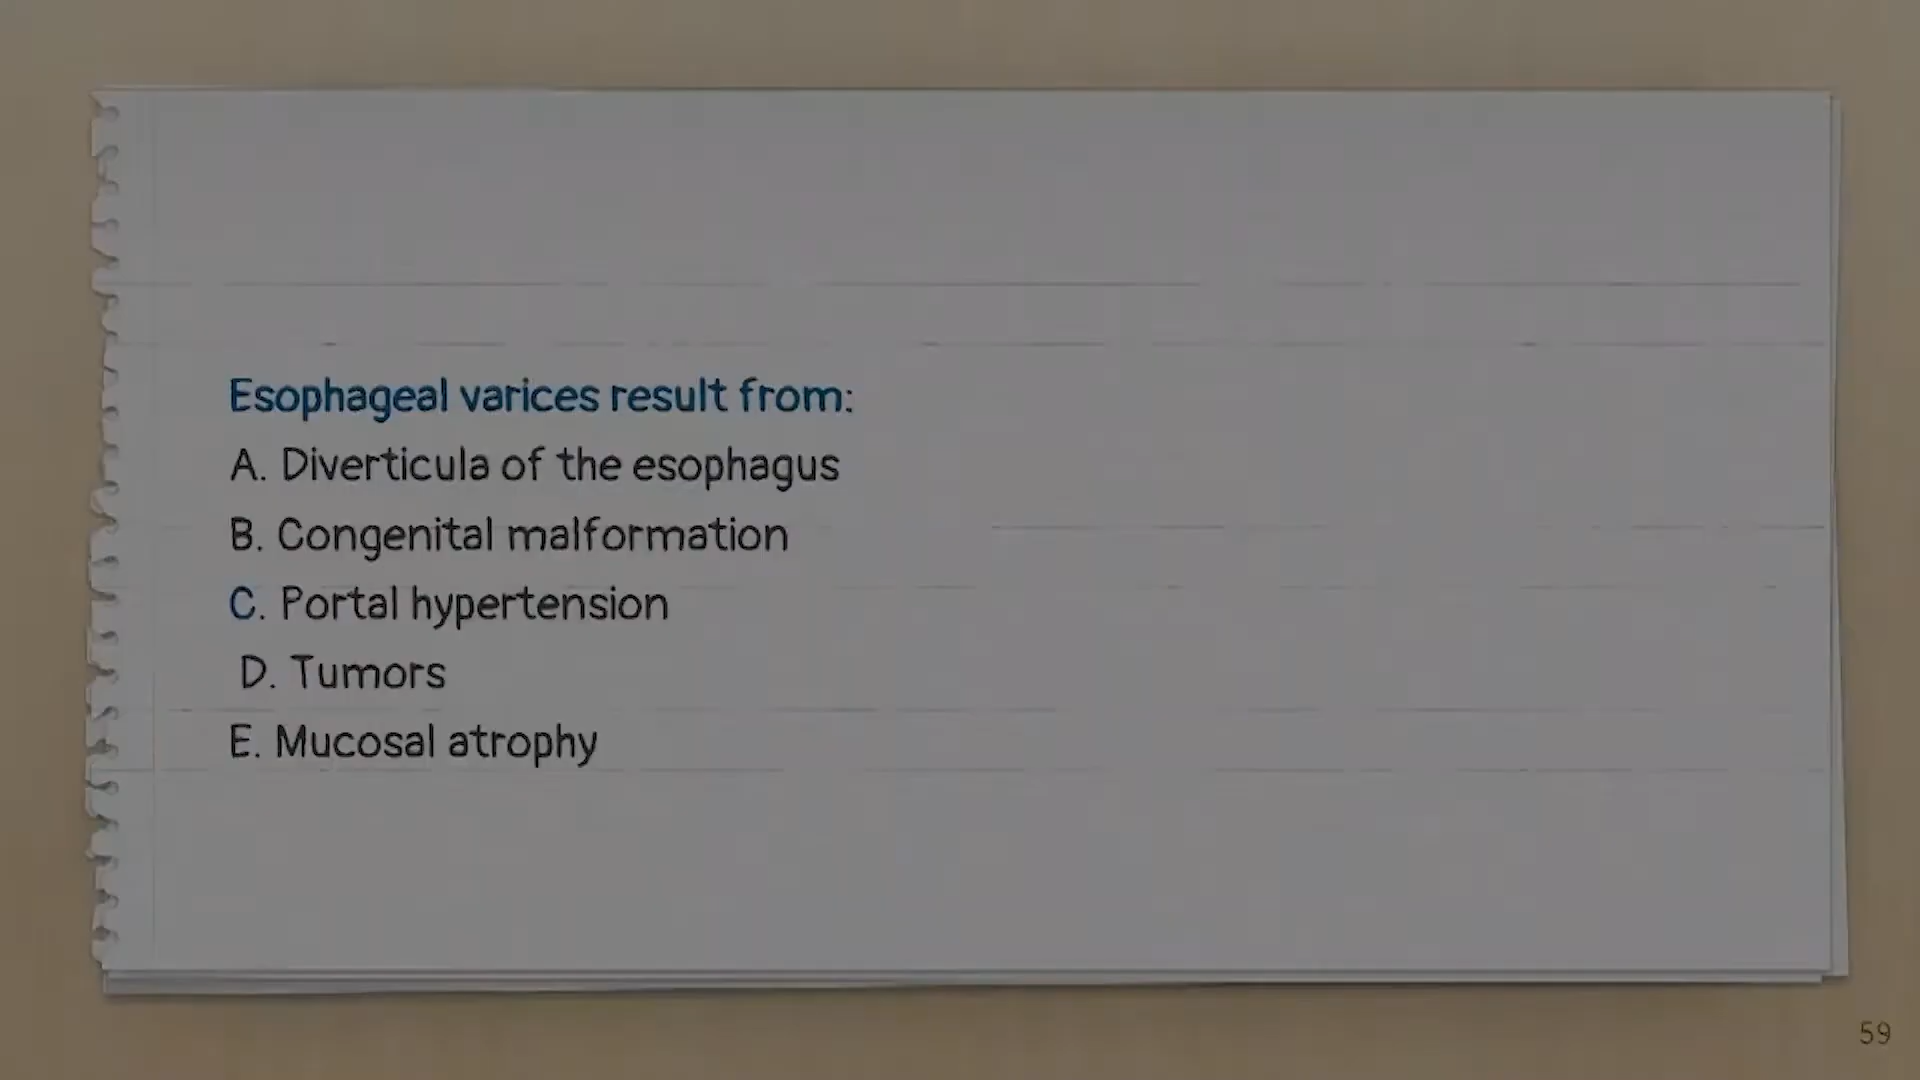 Esophageal varices result from:
A. Diverticula of the esophagus
B. Congenital malformation
C. Portal hypertension
D. Tumors
E. Mucosal atrophy
59